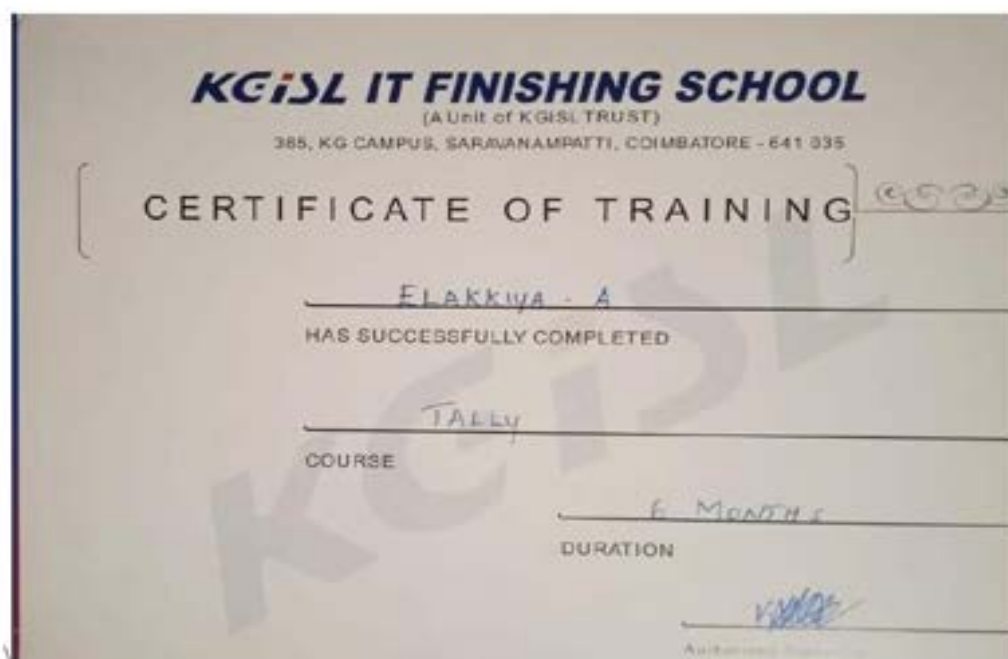 KGiSL IT FINISHING SCHOOL
(A Unit of KGISL TRUST)
365, KG CAMPUS, SARAVANAMPATTI, COIMBATORE - 641 035
CERTIFICATE OF TRAINING
ELAKKIYA . A
HAS SUCCESSFULLY COMPLETED
TALLY
COURSE
6 MONTHS
DURATION
KGiSL